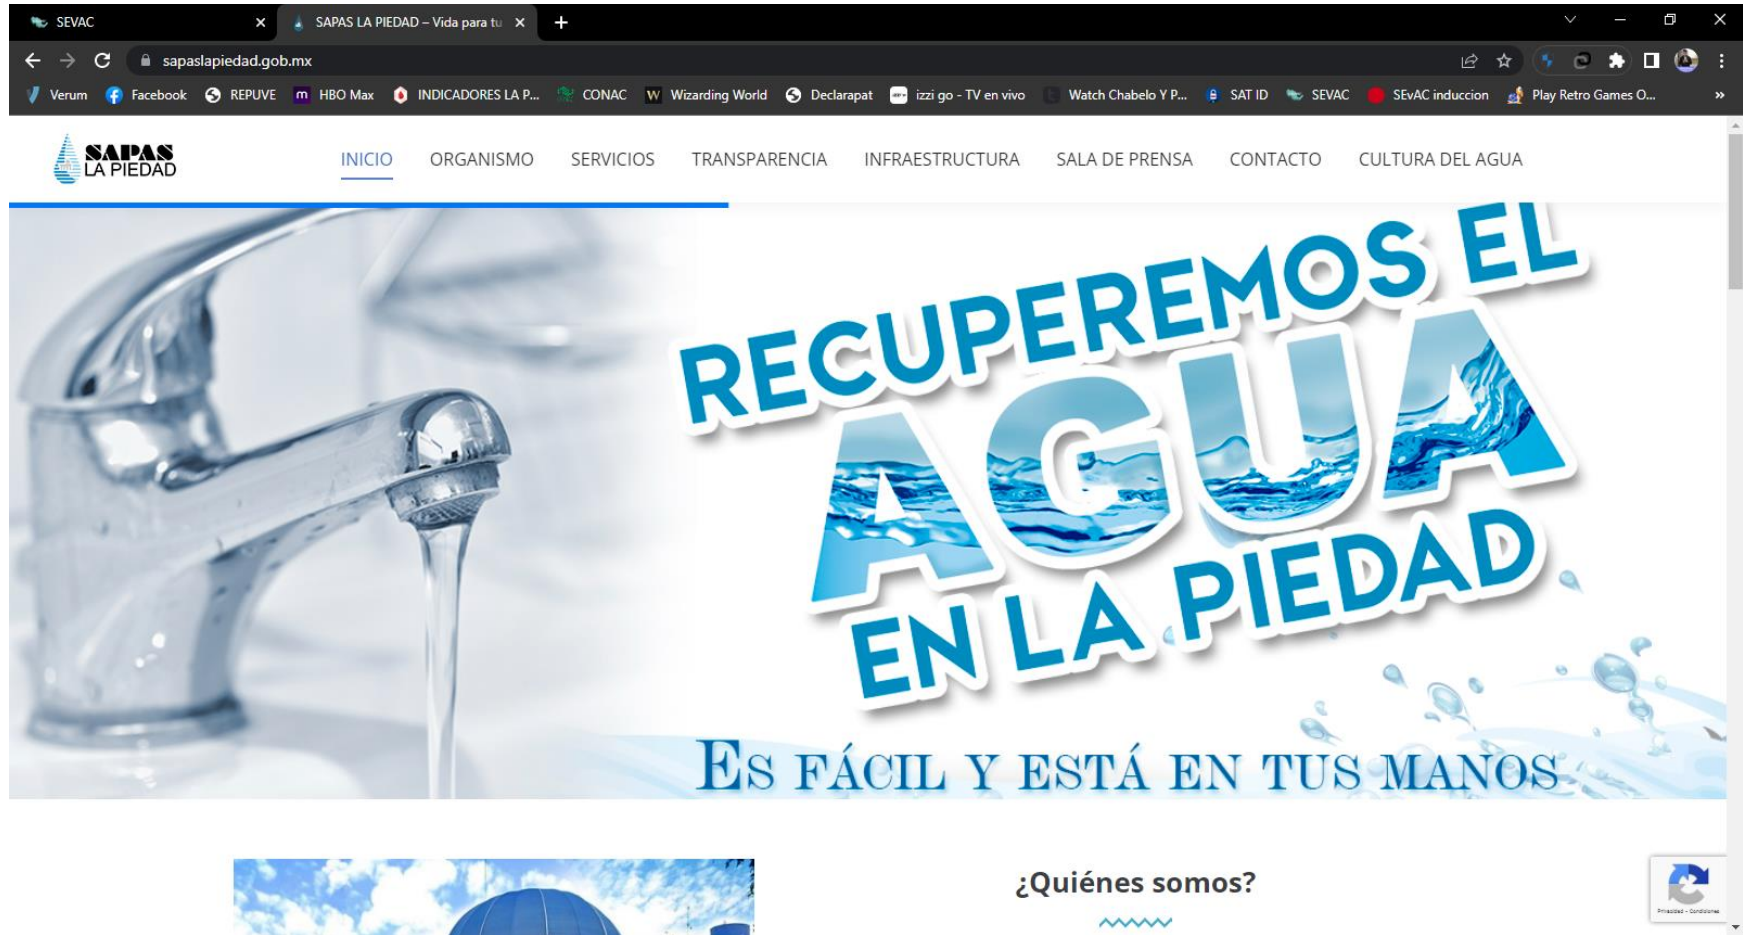 SEVAC
SAPAS LA PIEDAD – Vida para tu
sapaslapiedad.gob.mx
Verum Facebook REPUVE HBO Max INDICADORES LA P... CONAC Wizarding World Declarapat izzi go - TV en vivo Watch Chabelo Y P... SAT ID SEVAC SEvAC induccion Play Retro Games O... »
SAPAS
LA PIEDAD
INICIO ORGANISMO SERVICIOS TRANSPARENCIA INFRAESTRUCTURA SALA DE PRENSA CONTACTO CULTURA DEL AGUA
RECUPEREMOS EL
AGUA
EN LA PIEDAD
ES FÁCIL Y ESTÁ EN TUS MANOS
¿Quiénes somos?
Privacidad - Condiciones